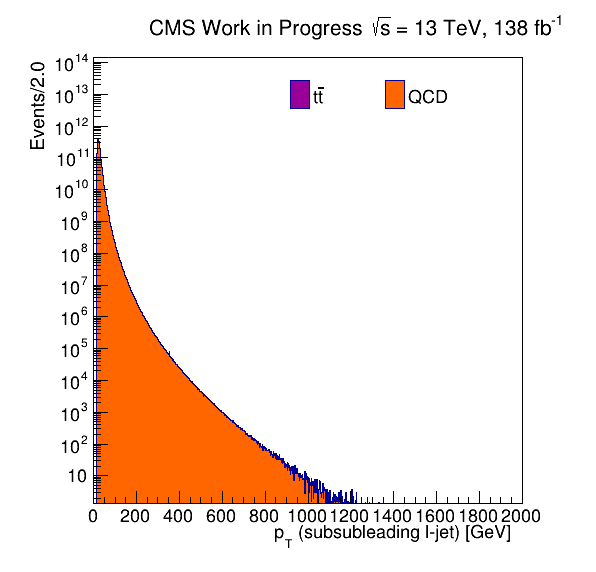 CMS Work in Progress √s = 13 TeV, 138 fb⁻¹
Events/2.0
tt̄
QCD
10¹⁴
10¹³
10¹²
10¹¹
10¹⁰
10⁹
10⁸
10⁷
10⁶
10⁵
10⁴
10³
10²
10
0 200 400 600 800 1000 1200 1400 1600 1800 2000
p_T (subsubleading l-jet) [GeV]